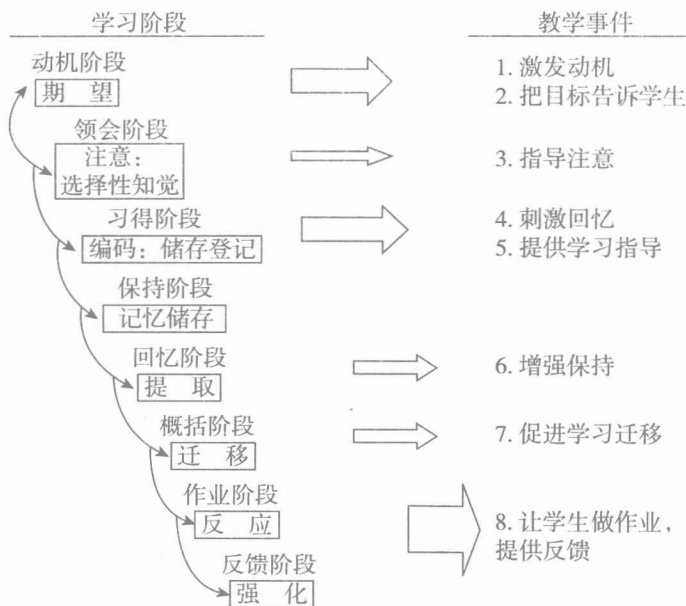 学习阶段 教学事件
动机阶段
期 望
1. 激发动机
2. 把目标告诉学生
领会阶段
注意：
选择性知觉
3. 指导注意
习得阶段
编码：储存登记
4. 刺激回忆
5. 提供学习指导
保持阶段
记忆储存
回忆阶段
提 取
6. 增强保持
概括阶段
迁 移
7. 促进学习迁移
作业阶段
反 应
8. 让学生做作业，
提供反馈
反馈阶段
强 化